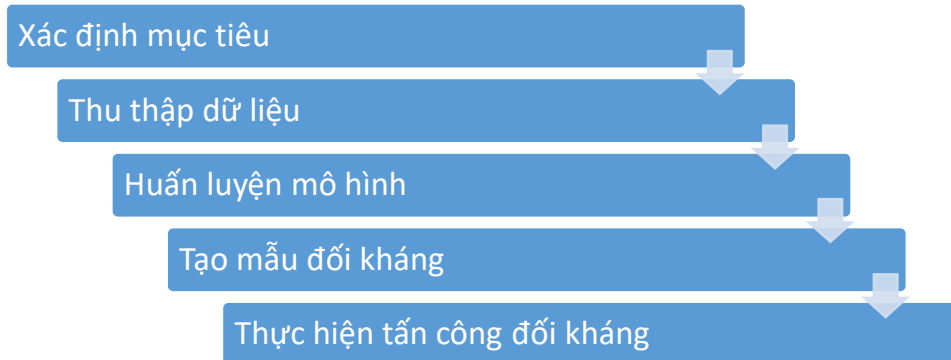 Xác định mục tiêu
Thu thập dữ liệu
Huấn luyện mô hình
Tạo mẫu đối kháng
Thực hiện tấn công đối kháng